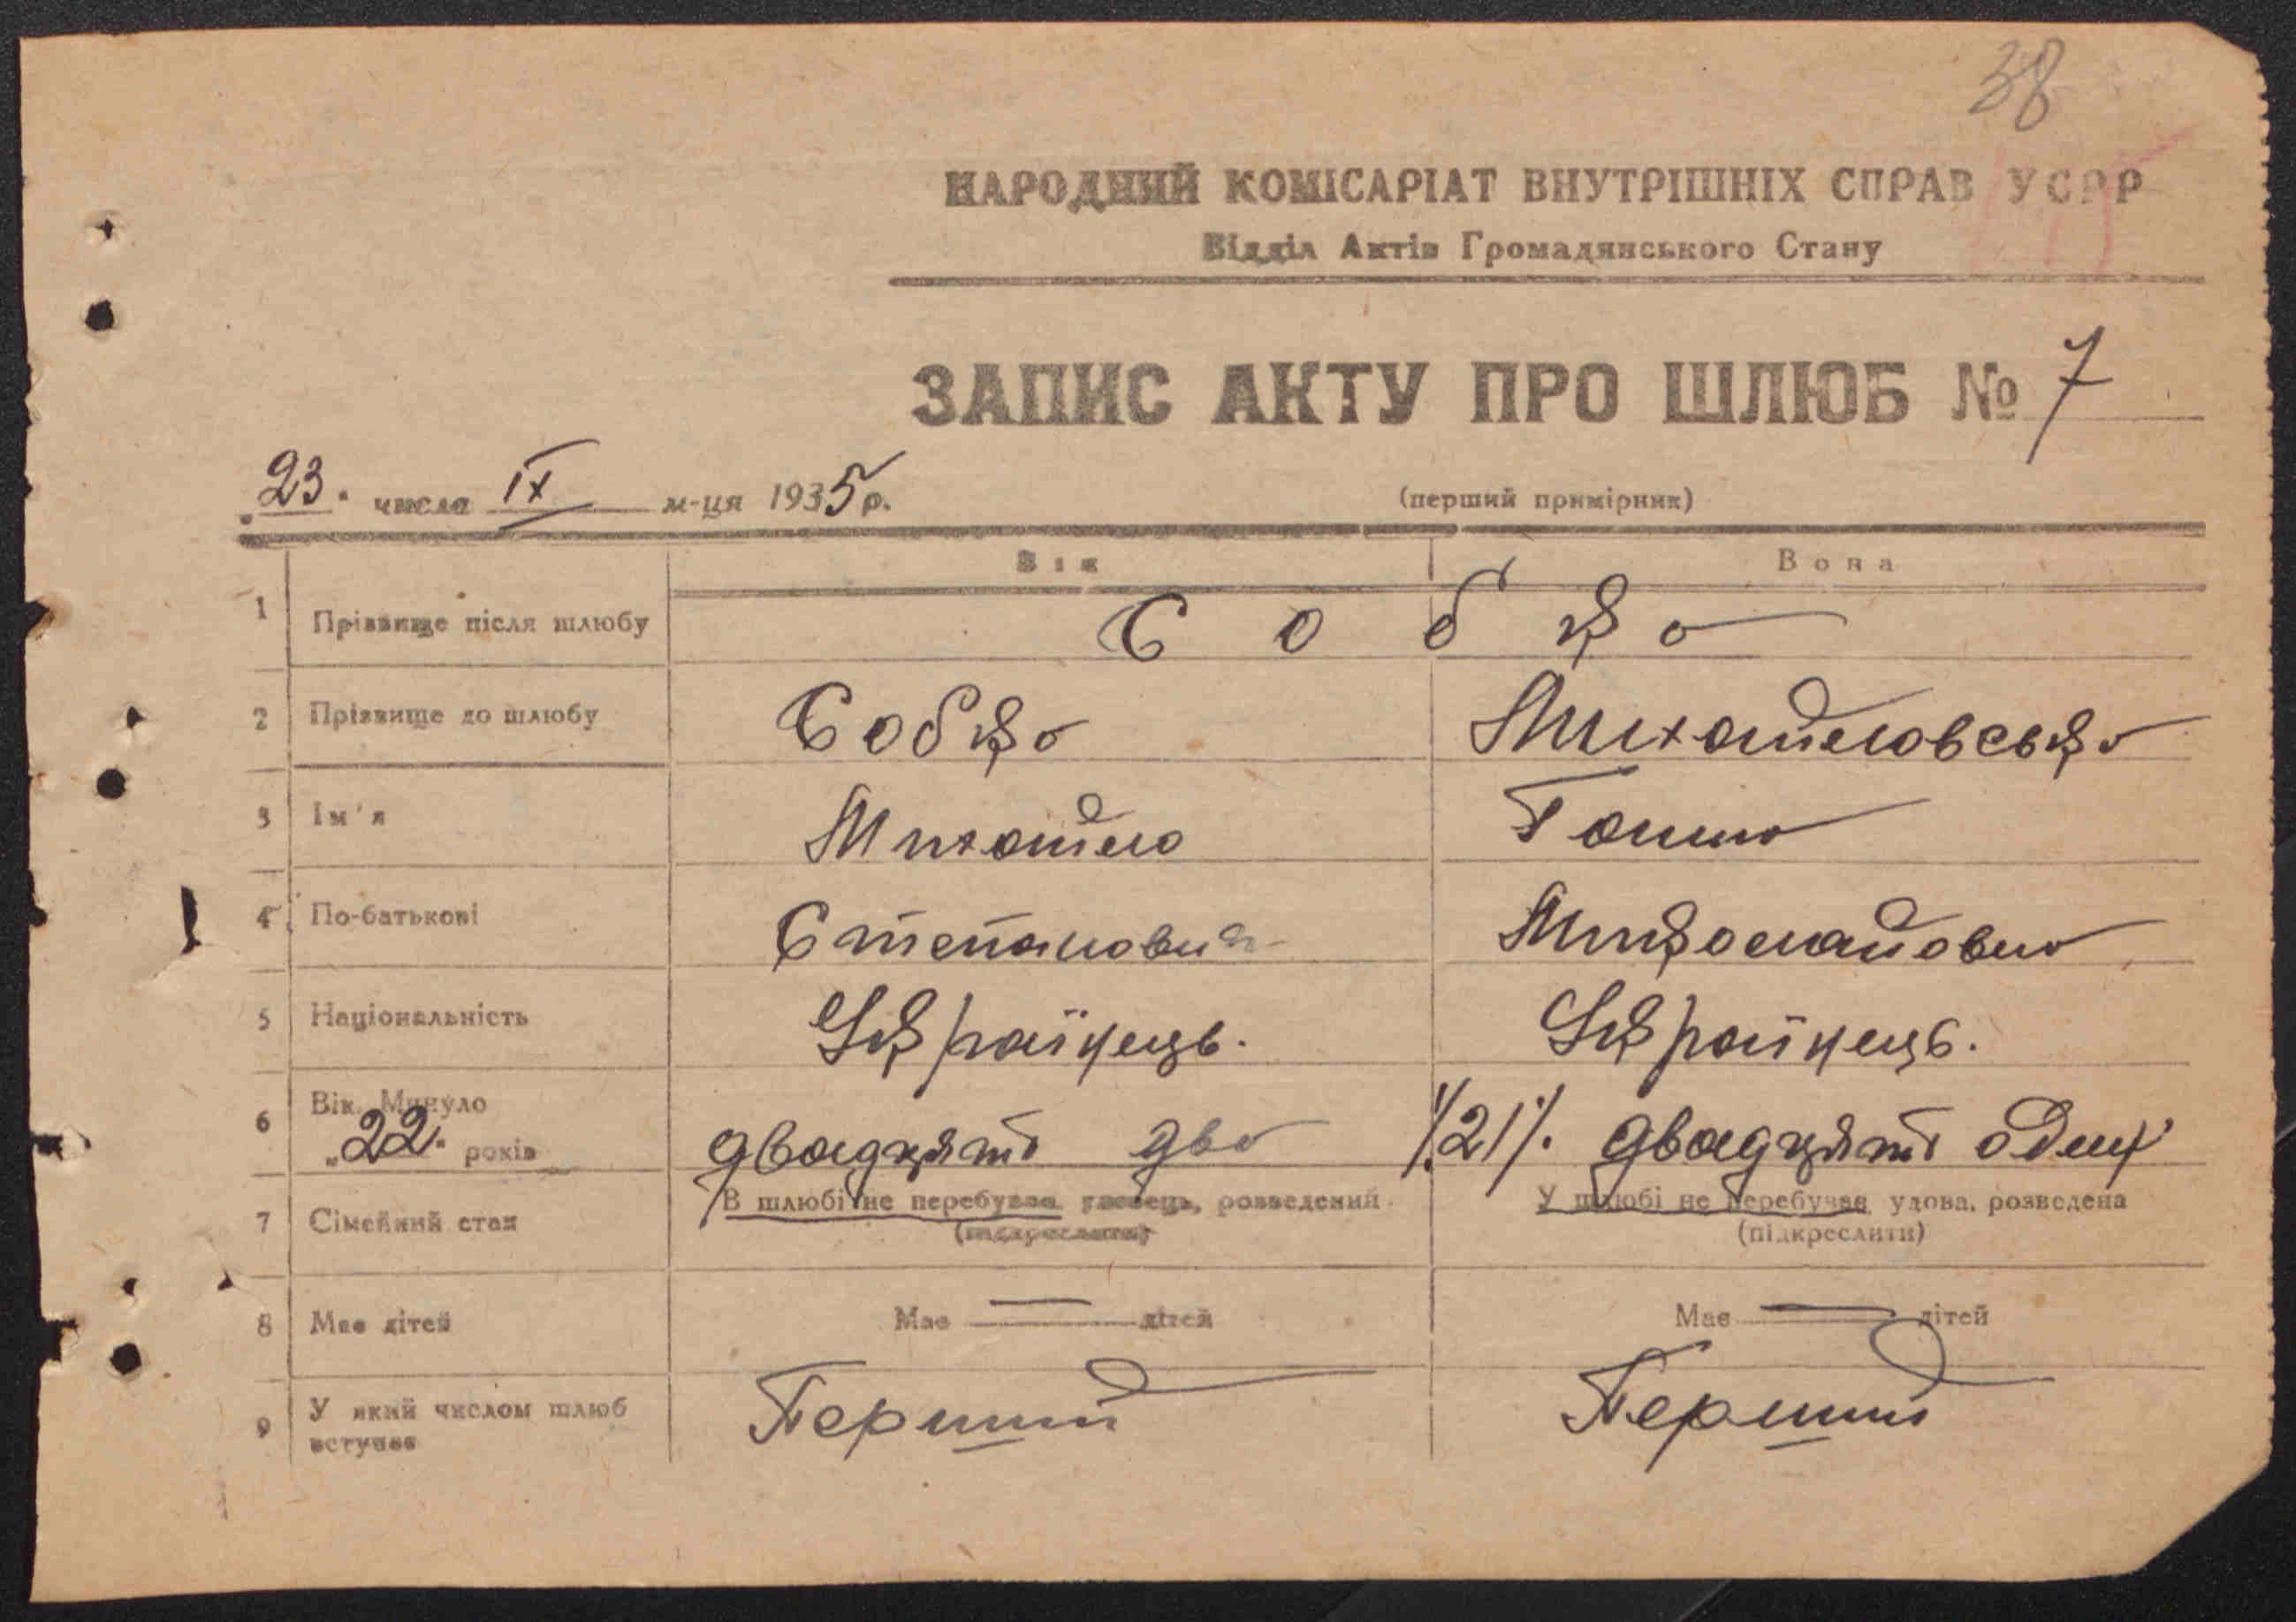 38
НАРОДНИЙ КОМІСАРІАТ ВНУТРІШНІХ СПРАВ УСРР
Відділ Актів Громадянського Стану
ЗАПИС АКТУ ПРО ШЛЮБ № 7
„23" числа ІХ м-ця 1935 р.
(перший примірник)
Він Вона
1 Прізвище після шлюбу Собко
2 Прізвище до шлюбу Собко Михайловська
3 Ім'я Михайло Ганна
4 По-батькові Степанович Миколаївна
5 Національність Українець. Українець.
6 Вік. Минуло „22" років двадцять два /21/. двадцять один
7 Сімейний стан В шлюбі не перебував удовець, розведений (підкреслити) У шлюбі не перебуває удова, розведена (підкреслити)
8 Має дітей Має — дітей Має — дітей
9 У який числом шлюб вступає Перший Перший